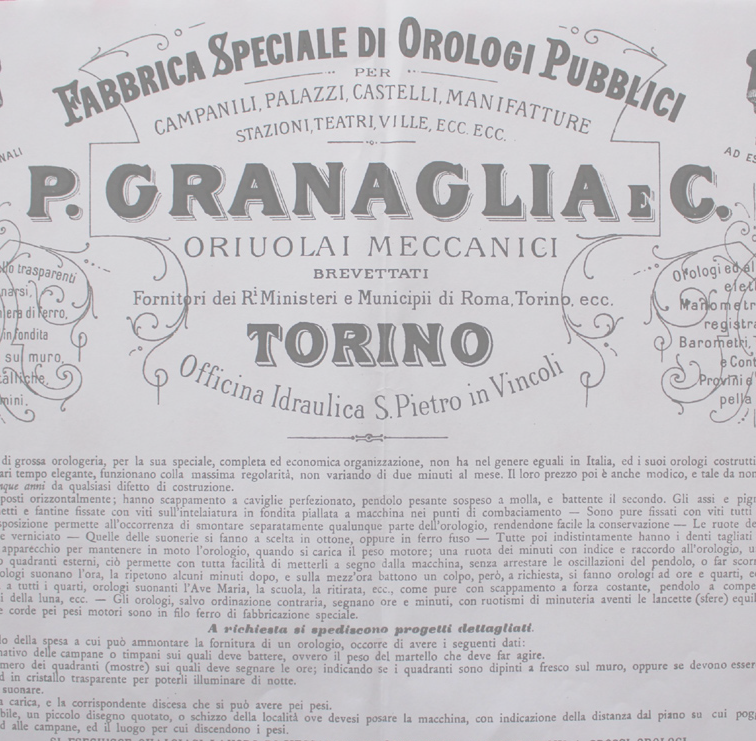 FABBRICA SPECIALE DI OROLOGI PUBBLICI
PER
CAMPANILI, PALAZZI, CASTELLI, MANIFATTURE
STAZIONI, TEATRI, VILLE, ECC. ECC.
NALI
AD ES
P. GRANAGLIA E C.
ORIUOLAI MECCANICI
BREVETTATI
Fornitori dei Ri. Ministeri e Municipii di Roma, Torino, ecc.
TORINO
Officina Idraulica S. Pietro in Vincoli
trasparenti
narsi,
era di ferro,
in fondita
su muro,
talliche,
mini.
Orologi ed al
efet
Manometr
registra
Barometri, T
e Cont
Provini e
pella
di grossa orologeria, per la sua speciale, completa ed economica organizzazione, non ha nel genere eguali in Italia, ed i suoi orologi costrutti
ari tempo elegante, funzionano colla massima regolarità, non variando di due minuti al mese. Il loro prezzo poi è anche modico, e tale da non
nque anni da qualsiasi difetto di costruzione.
posti orizzontalmente; hanno scappamento a caviglie perfezionato, pendolo pesante sospeso a molla, e battente il secondo. Gli assi e pign
etti e fantine fissate con viti sull'intelaiatura in fondita piallata a macchina nei punti di combaciamento — Sono pure fissati con viti tutti
sposizione permette all'occorrenza di smontare separatamente qualunque parte dell'orologio, rendendone facile la conservazione — Le ruote de
e verniciato — Quelle delle suonerie si fanno a scelta in ottone, oppure in ferro fuso — Tutte poi indistintamente hanno i denti tagliati
apparecchio per mantenere in moto l'orologio, quando si carica il peso motore; una ruota dei minuti con indice e raccordo all'orologio, n
o quadranti esterni, ciò permette con tutta facilità di metterli a segno dalla macchina, senza arrestare le oscillazioni del pendolo, o far scorr
ologi suonano l'ora, la ripetono alcuni minuti dopo, e sulla mezz'ora battono un colpo, però, a richiesta, si fanno orologi ad ore e quarti, ed
a tutti i quarti, orologi suonanti l'Ave Maria, la scuola, la ritirata, ecc., come pure con scappamento a forza costante, pendolo a compe
i della luna, ecc. — Gli orologi, salvo ordinazione contraria, segnano ore e minuti, con ruotismi di minuteria aventi le lancette (sfere) equil
e corde pei pesi motori sono in filo ferro di fabbricazione speciale.
A richiesta si spediscono progetti dettagliati.
lo della spesa a cui può ammontare la fornitura di un orologio, occorre di avere i seguenti dati:
mativo delle campane o timpani sui quali deve battere, ovvero il peso del martello che deve far agire.
mero dei quadranti (mostre) sui quali deve segnare le ore; indicando se i quadranti sono dipinti a fresco sul muro, oppure se devono esser
d in cristallo trasparente per poterli illuminare di notte.
suonare.
a carica, e la corrispondente discesa che si può avere pei pesi.
bile, un piccolo disegno quotato, o schizzo della località ove devesi posare la macchina, con indicazione della distanza dal piano su cui pogg
d alle campane, ed il luogo per cui discendono i pesi.